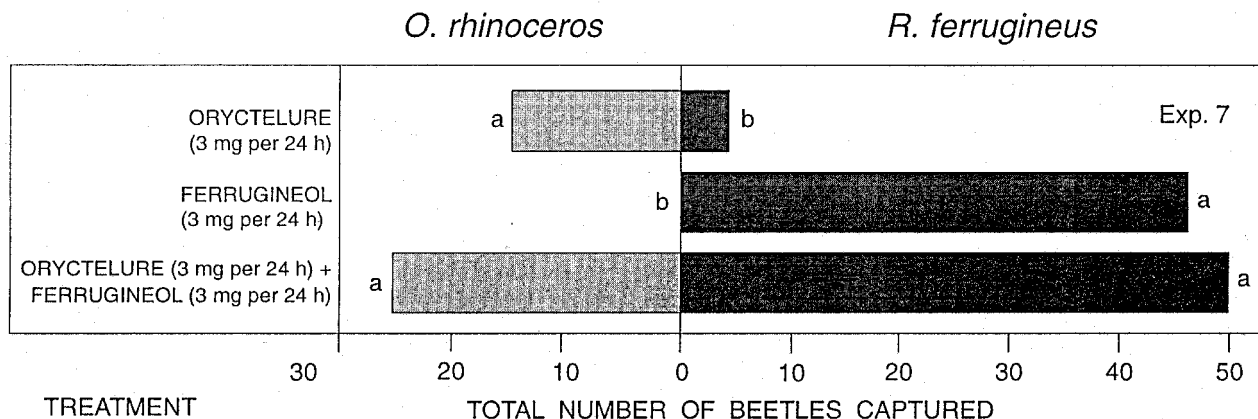 O. rhinoceros R. ferrugineus
ORYCTELURE
(3 mg per 24 h)
a b
Exp. 7
FERRUGINEOL
(3 mg per 24 h)
b a
ORYCTELURE (3 mg per 24 h) +
FERRUGINEOL (3 mg per 24 h)
a a
30 20 10 0 10 20 30 40 50
TREATMENT TOTAL NUMBER OF BEETLES CAPTURED